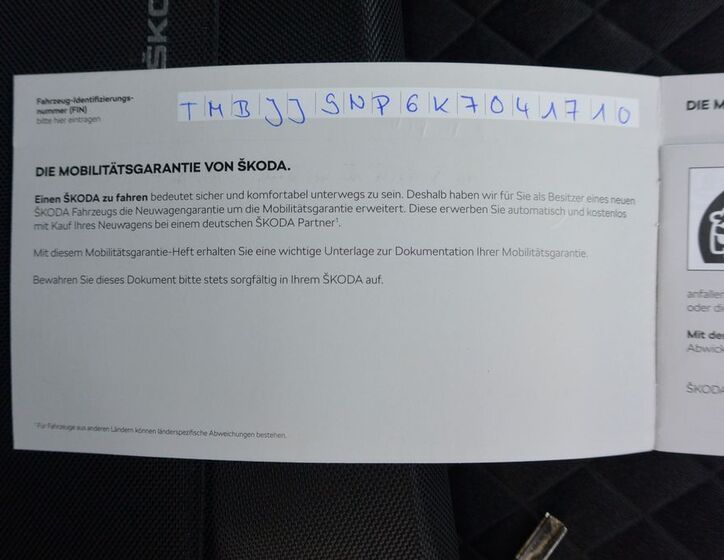 ŠKO
Fahrzeug-Identifizierungs-
nummer (FIN)
bitte hier eintragen
TMBJJ9NP6K7041710
DIE MOBILITÄTSGARANTIE VON ŠKODA.
Einen ŠKODA zu fahren bedeutet sicher und komfortabel unterwegs zu sein. Deshalb haben wir für Sie als Besitzer eines neuen
ŠKODA Fahrzeugs die Neuwagengarantie um die Mobilitätsgarantie erweitert. Diese erwerben Sie automatisch und kostenlos
mit Kauf Ihres Neuwagens bei einem deutschen ŠKODA Partner¹.
Mit diesem Mobilitätsgarantie-Heft erhalten Sie eine wichtige Unterlage zur Dokumentation Ihrer Mobilitätsgarantie.
Bewahren Sie dieses Dokument bitte stets sorgfältig in Ihrem ŠKODA auf.
¹Für Fahrzeuge aus anderen Ländern können länderspezifische Abweichungen bestehen.
DIE M
anfallen
oder di
Mit de
Abwick
ŠKODA